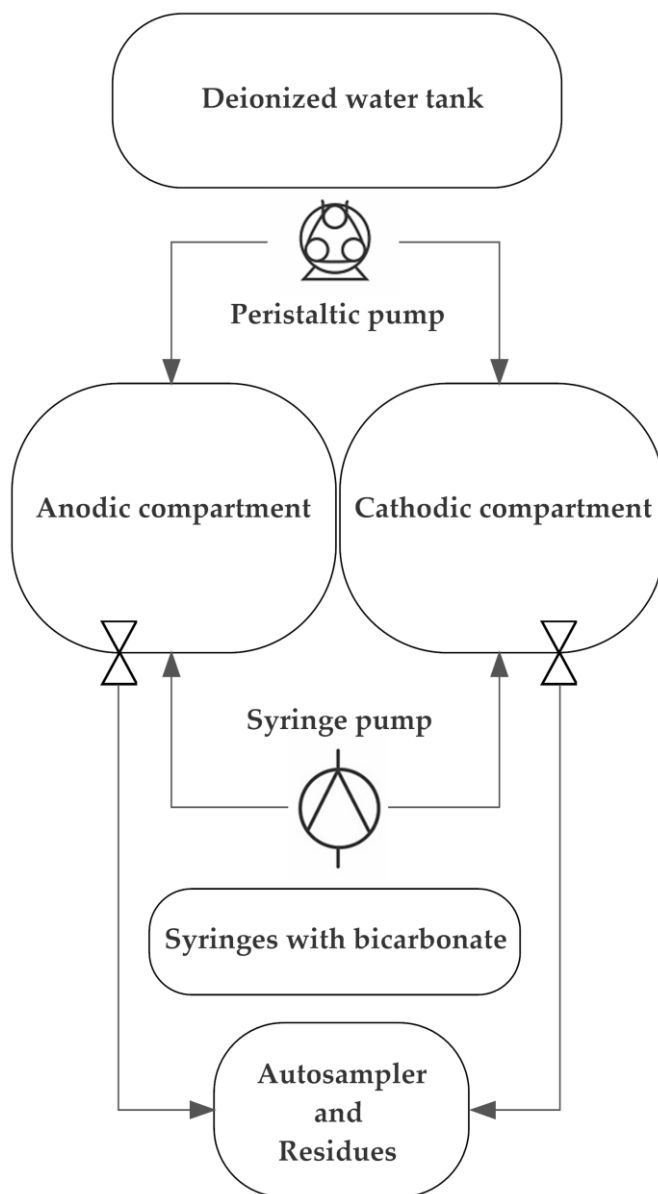 Deionized water tank
Peristaltic pump
Anodic compartment
Cathodic compartment
Syringe pump
Syringes with bicarbonate
Autosampler
and
Residues